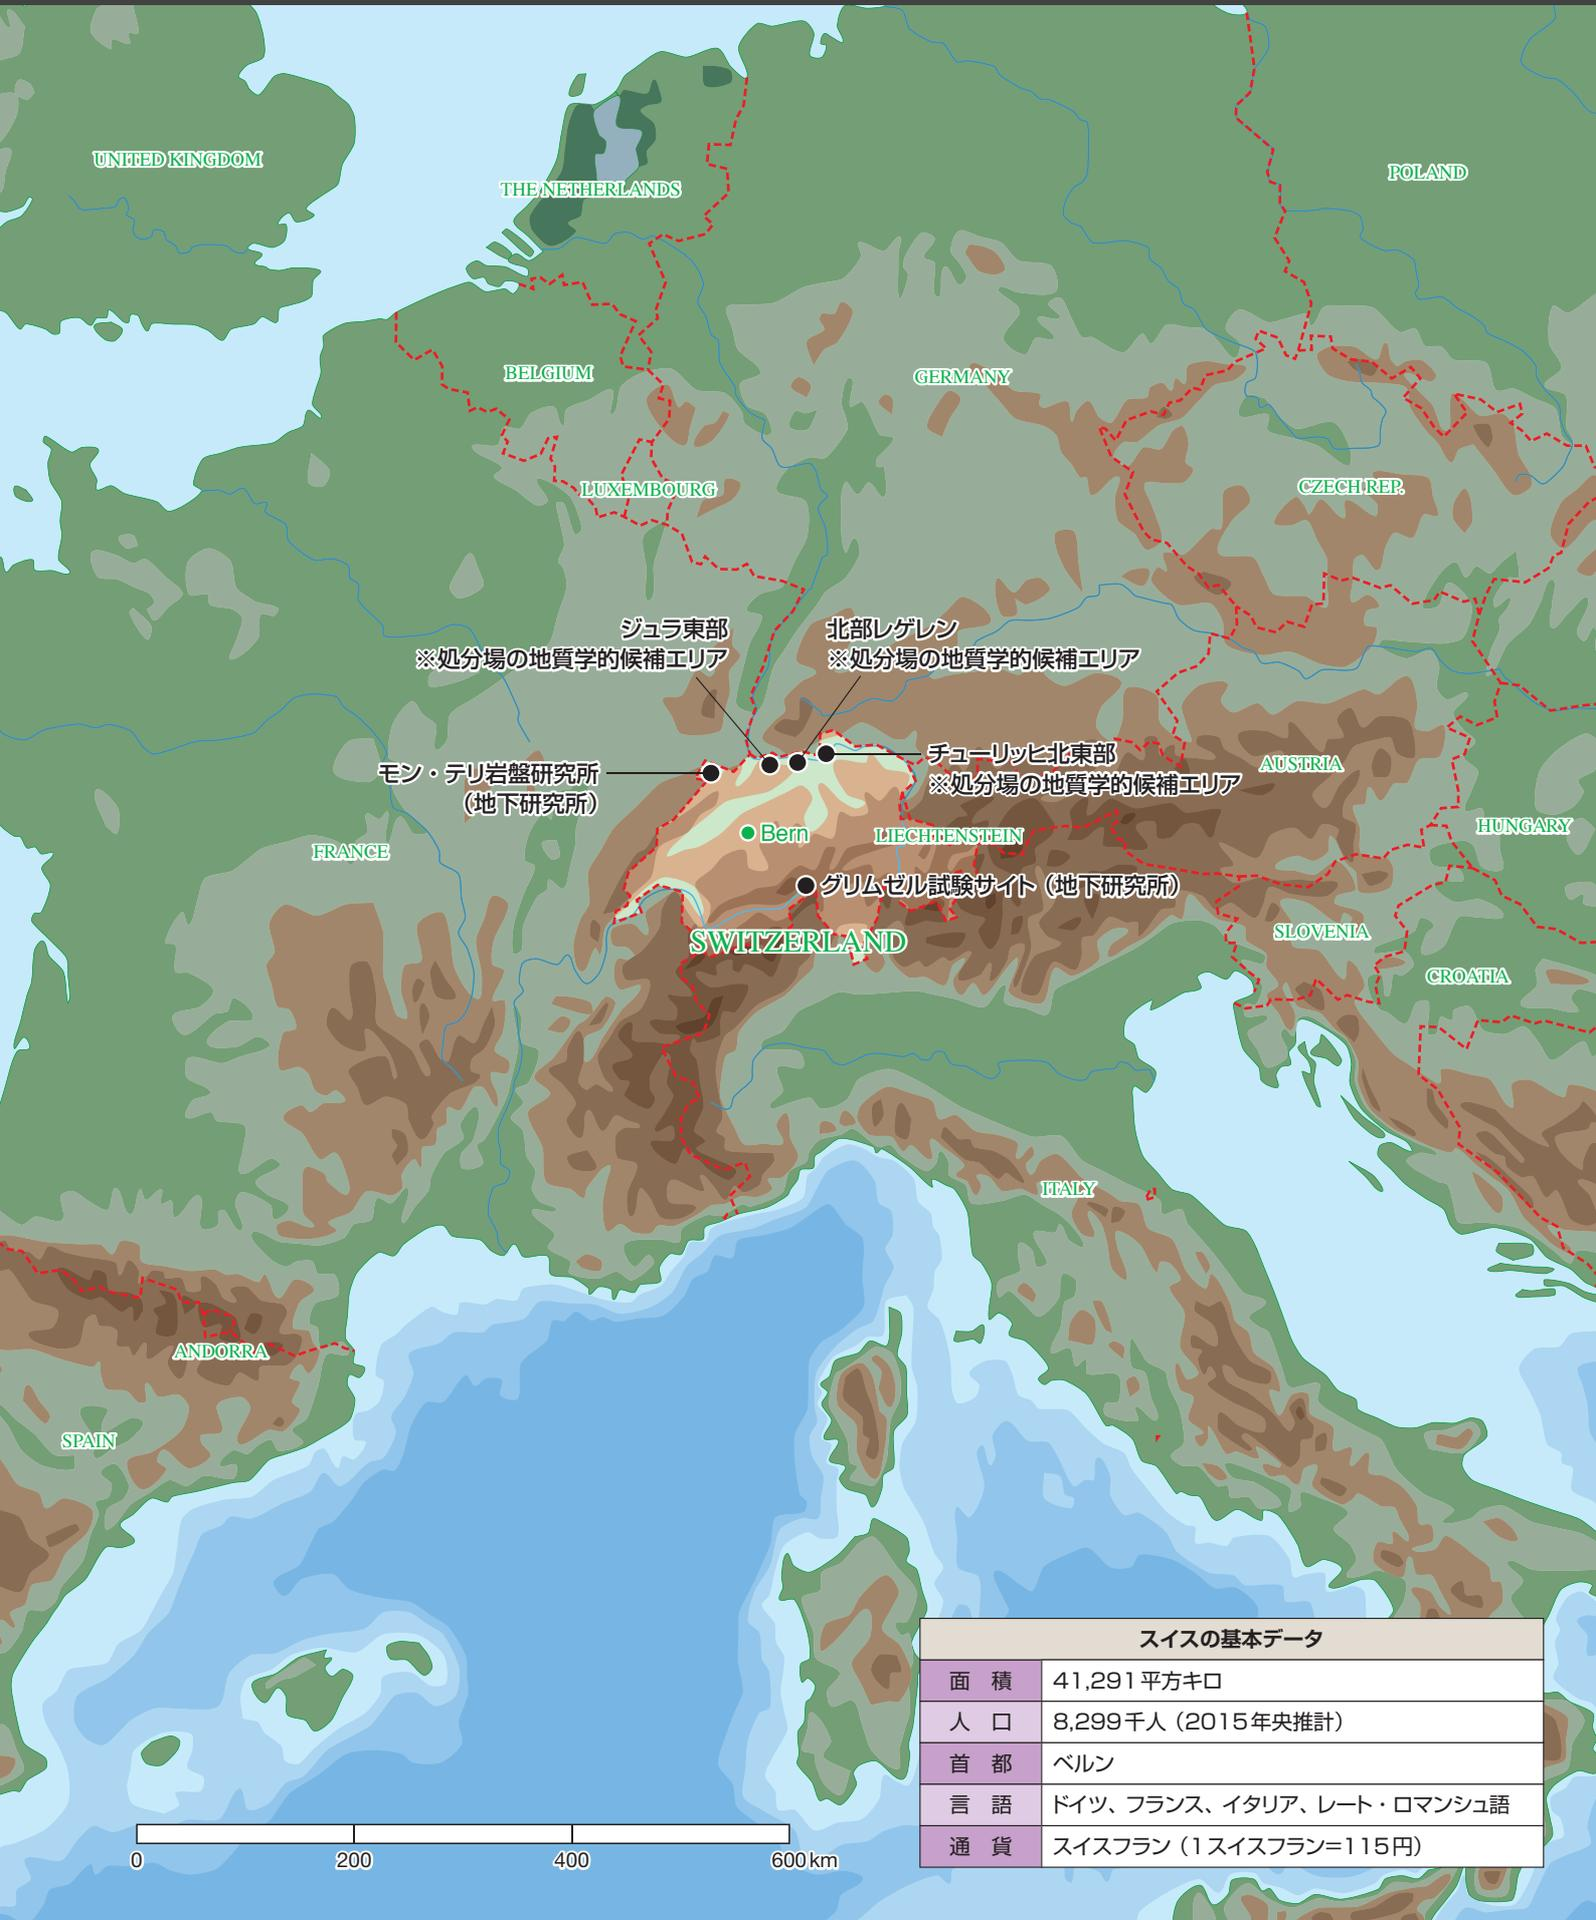 UNITED KINGDOM
THE NETHERLANDS
POLAND
BELGIUM
GERMANY
LUXEMBOURG
CZECH REP.
ジュラ東部
※処分場の地質学的候補エリア
北部レゲレン
※処分場の地質学的候補エリア
モン・テリ岩盤研究所
（地下研究所）
チューリッヒ北東部
※処分場の地質学的候補エリア
AUSTRIA
Bern
LIECHTENSTEIN
HUNGARY
FRANCE
グリムゼル試験サイト（地下研究所）
SWITZERLAND
SLOVENIA
CROATIA
ITALY
ANDORRA
SPAIN
スイスの基本データ
面　積 41,291平方キロ
人　口 8,299千人（2015年央推計）
首　都 ベルン
言　語 ドイツ、フランス、イタリア、レート・ロマンシュ語
通　貨 スイスフラン（1スイスフラン=115円）
0 200 400 600km